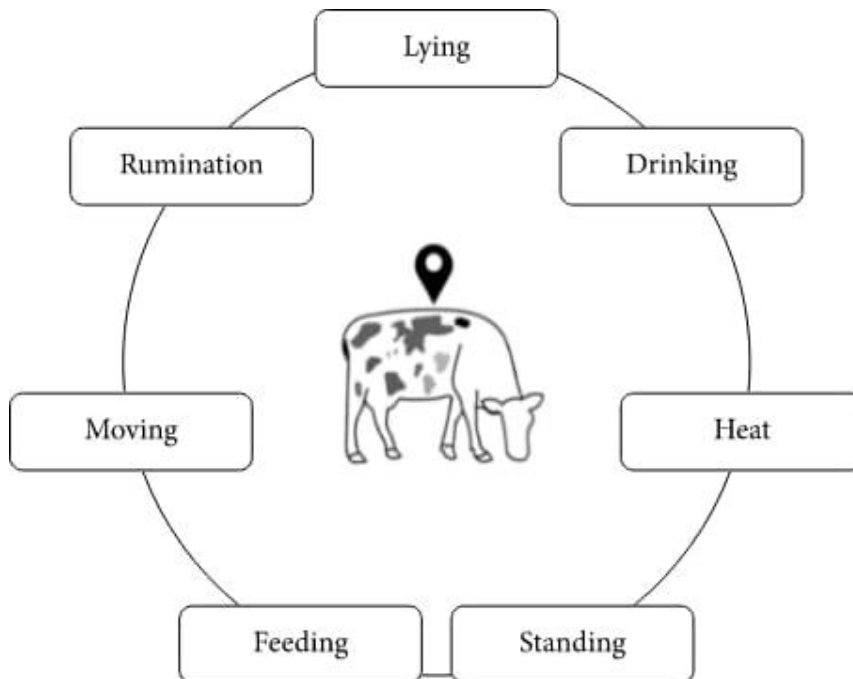 Lying
Rumination
Drinking
Moving
Heat
Feeding
Standing